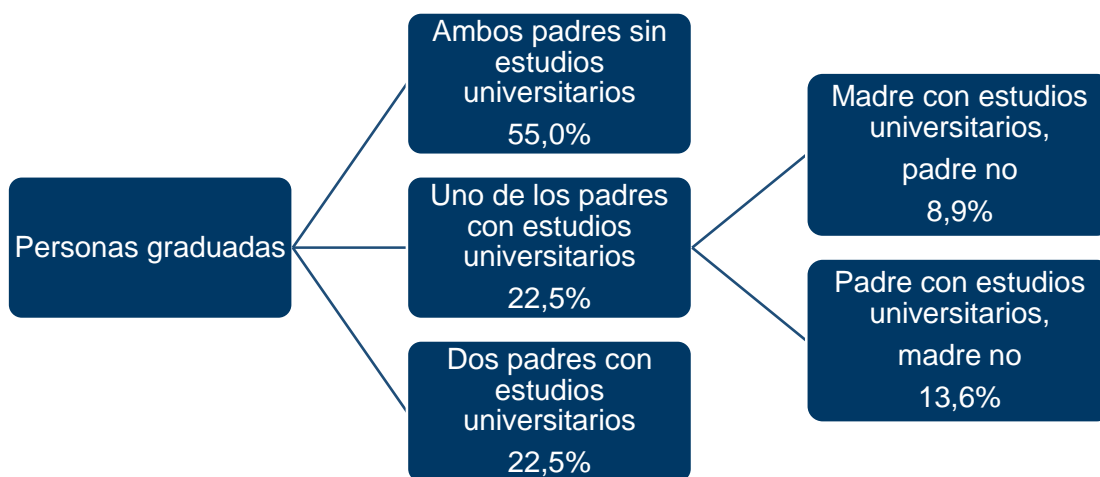 Personas graduadas
Ambos padres sin
estudios
universitarios
55,0%
Uno de los padres
con estudios
universitarios
22,5%
Dos padres con
estudios
universitarios
22,5%
Madre con estudios
universitarios,
padre no
8,9%
Padre con estudios
universitarios,
madre no
13,6%